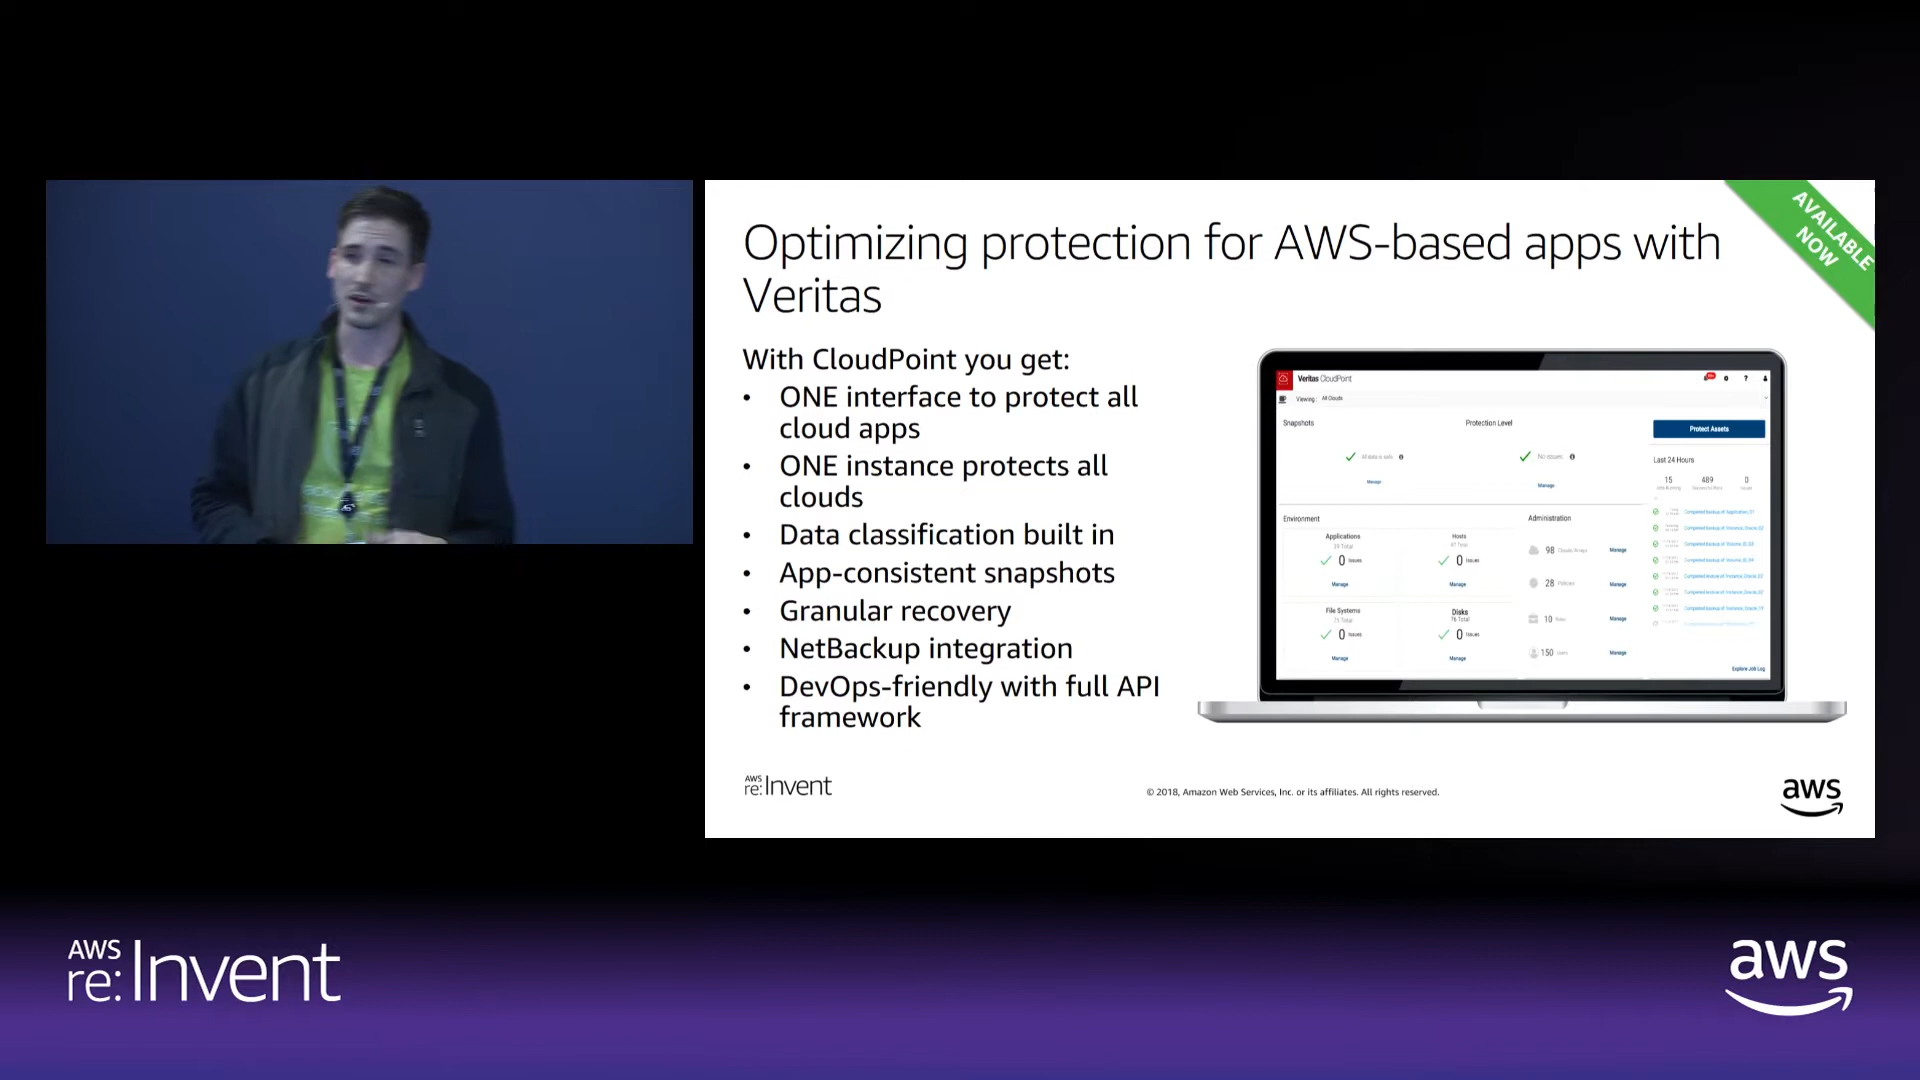 Optimizing protection for AWS-based apps with
Veritas
AVAILABLE
NOW
With CloudPoint you get:
• ONE interface to protect all
cloud apps
• ONE instance protects all
clouds
• Data classification built in
• App-consistent snapshots
• Granular recovery
• NetBackup integration
• DevOps-friendly with full API
framework
Veritas CloudPoint
?
Viewing: All Clouds
Snapshots
Protection Level
All data is safe
No issues
Manage
Manage
Protect Assets
Last 24 Hours
15
489
0
Environment
Applications
0 Issues
Manage
Hosts
0 Issues
Manage
File Systems
0 Issues
Manage
Disks
76 Total
0 Issues
Manage
Administration
98
Manage
28 Policies
Manage
10
Manage
150 Users
Manage
Explore Job Log
AWS
re:Invent
© 2018, Amazon Web Services, Inc. or its affiliates. All rights reserved.
aws
AWS
re:Invent
aws